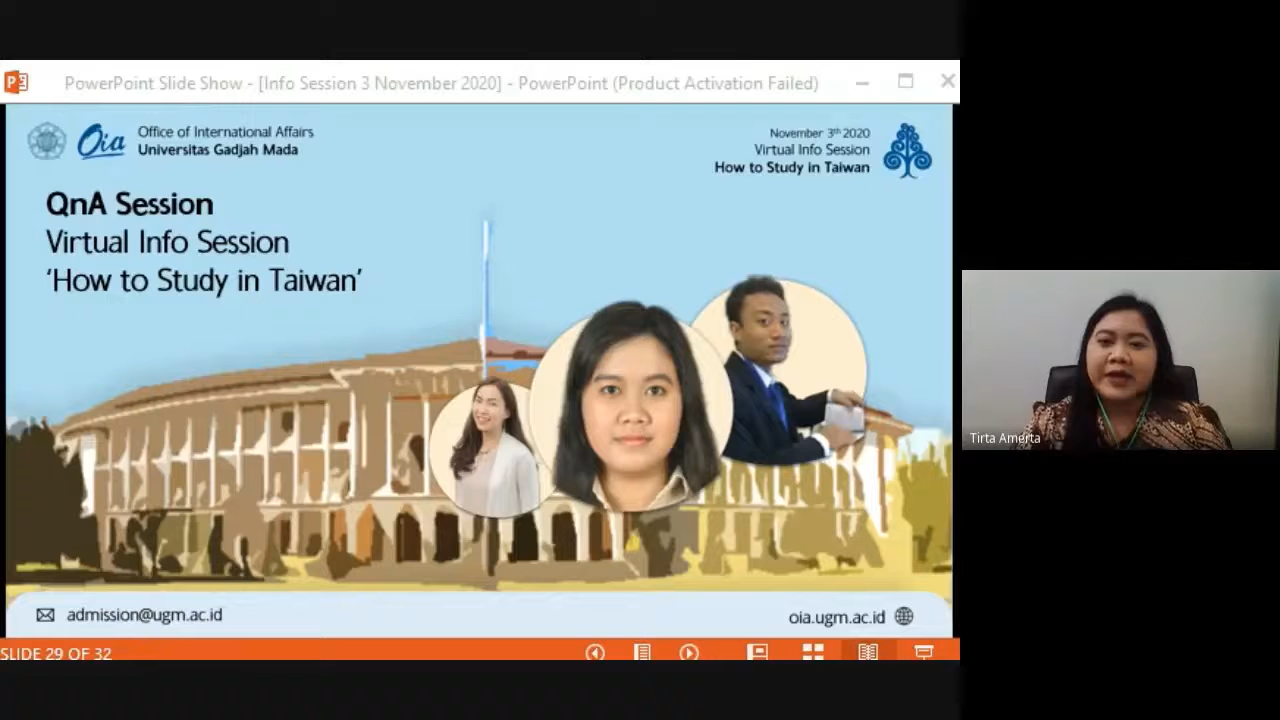 PowerPoint Slide Show - [Info Session 3 November 2020] - PowerPoint (Product Activation Failed)
Oia
Office of International Affairs
Universitas Gadjah Mada
November 3th 2020
Virtual Info Session
How to Study in Taiwan
QnA Session
Virtual Info Session
‘How to Study in Taiwan’
Tirta Amerta
admission@ugm.ac.id
oia.ugm.ac.id
SLIDE 29 OF 32